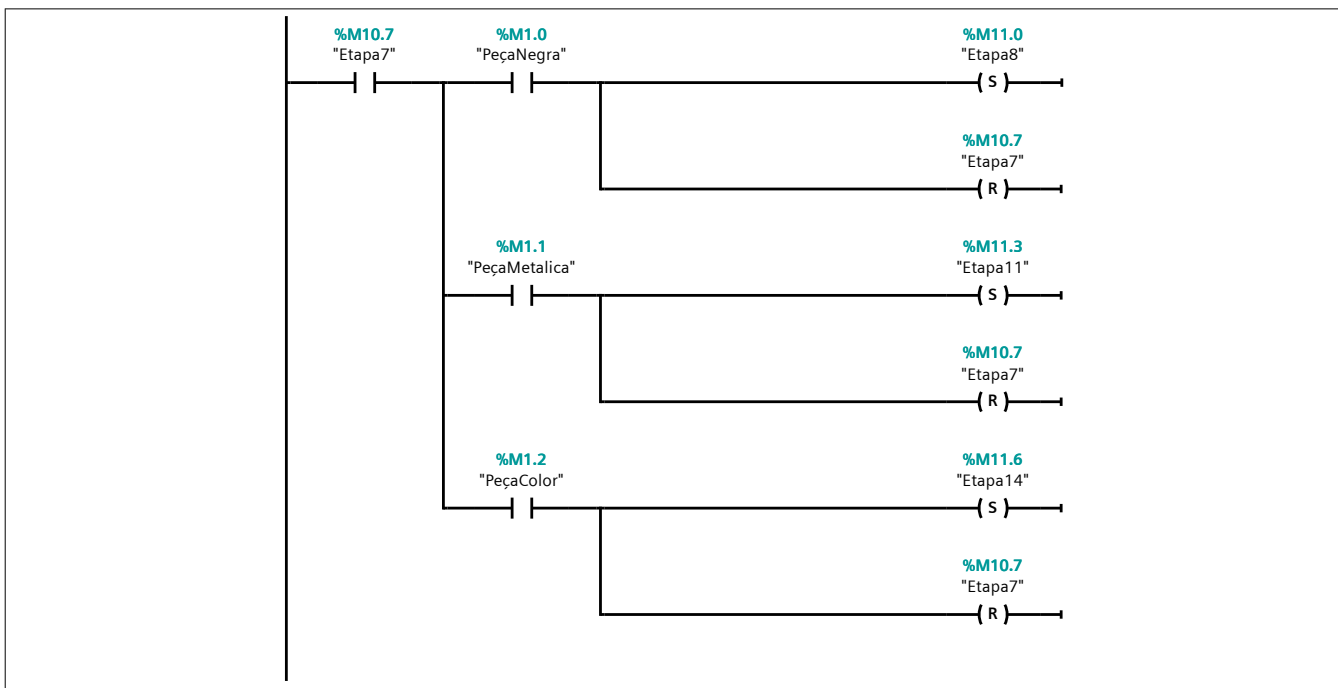 %M10.7 %M1.0 %M11.0
"Etapa7" "PeçaNegra" "Etapa8"
( S )
%M10.7
"Etapa7"
( R )
%M1.1 %M11.3
"PeçaMetalica" "Etapa11"
( S )
%M10.7
"Etapa7"
( R )
%M1.2 %M11.6
"PeçaColor" "Etapa14"
( S )
%M10.7
"Etapa7"
( R )